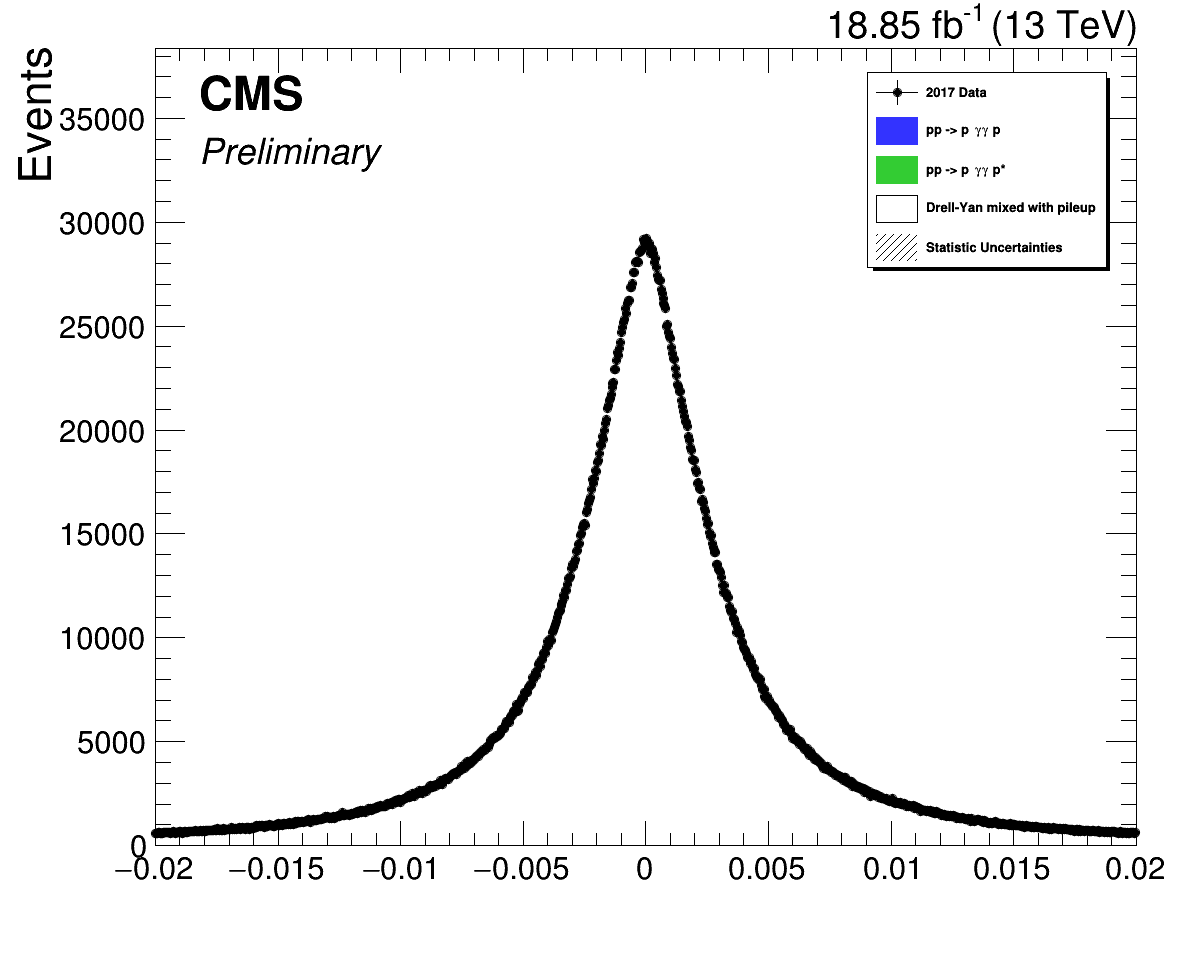 18.85 fb⁻¹ (13 TeV)
Events
CMS
Preliminary
2017 Data
pp -> p γγ p
pp -> p γγ p*
Drell-Yan mixed with pileup
Statistic Uncertainties
35000
30000
25000
20000
15000
10000
5000
0
−0.02 −0.015 −0.01 −0.005 0 0.005 0.01 0.015 0.02